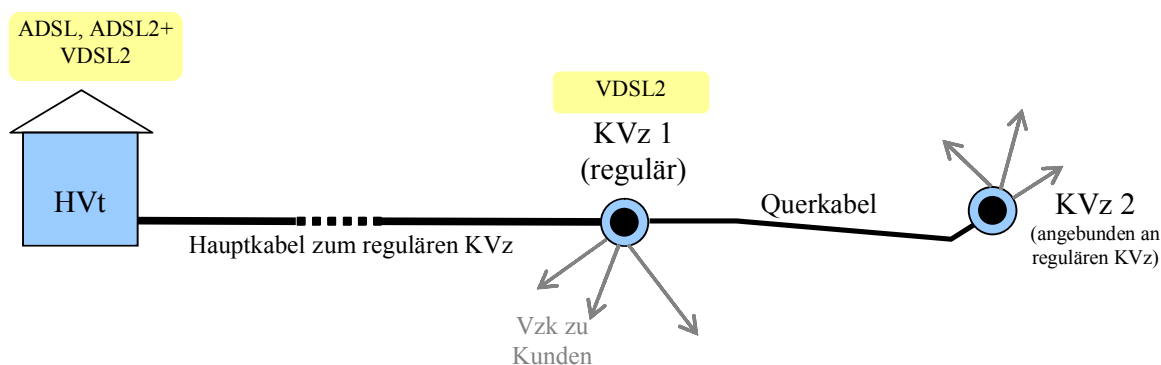 ADSL, ADSL2+
VDSL2
HVt
Hauptkabel zum regulären KVz
VDSL2
KVz 1
(regulär)
Vzk zu
Kunden
Querkabel
KVz 2
(angebunden an
regulären KVz)